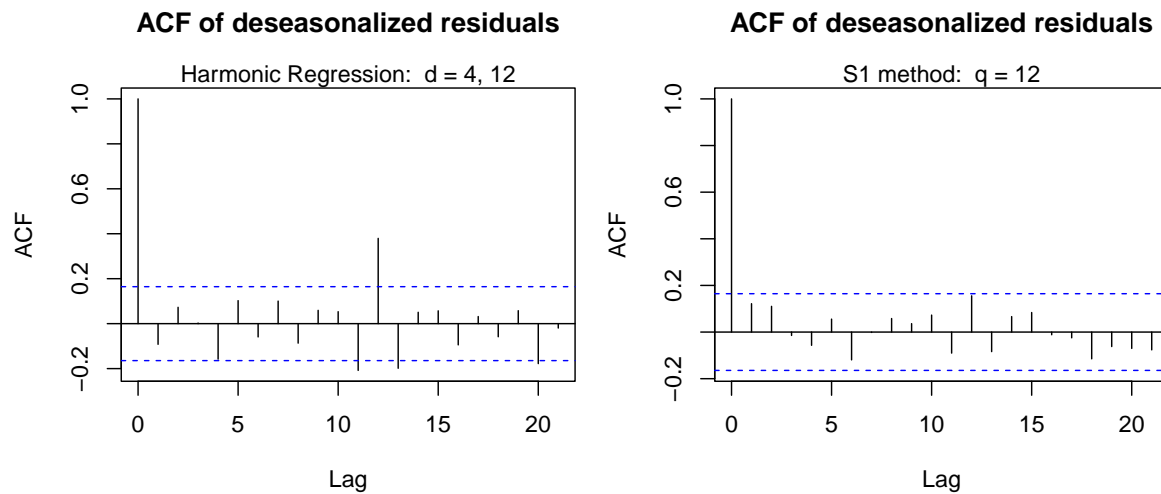 ACF of deseasonalized residuals
Harmonic Regression: d = 4, 12
ACF
1.0
0.6
0.2
−0.2
0 5 10 15 20
Lag
ACF of deseasonalized residuals
S1 method: q = 12
ACF
1.0
0.6
0.2
−0.2
0 5 10 15 20
Lag